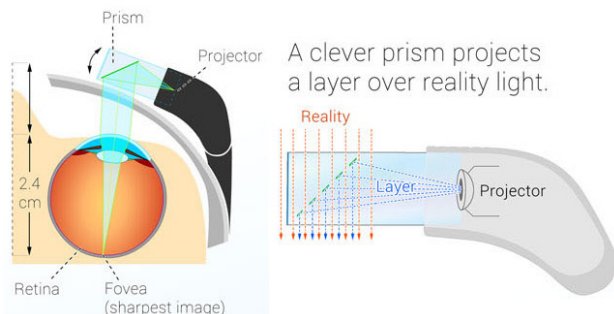 Prism
Projector
2.4
cm
Retina
Fovea
(sharpest image)
A clever prism projects
a layer over reality light.
Reality
Layer
Projector